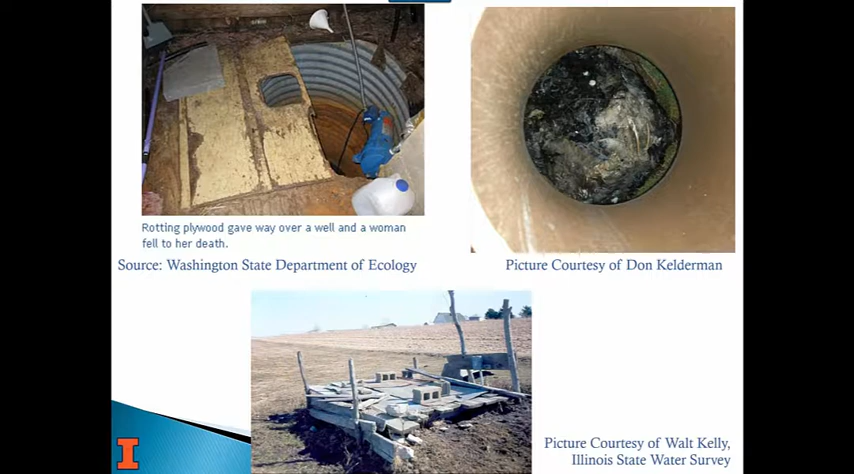 Rotting plywood gave way over a well and a woman
fell to her death.
Source: Washington State Department of Ecology
Picture Courtesy of Don Kelderman
Picture Courtesy of Walt Kelly,
Illinois State Water Survey
I